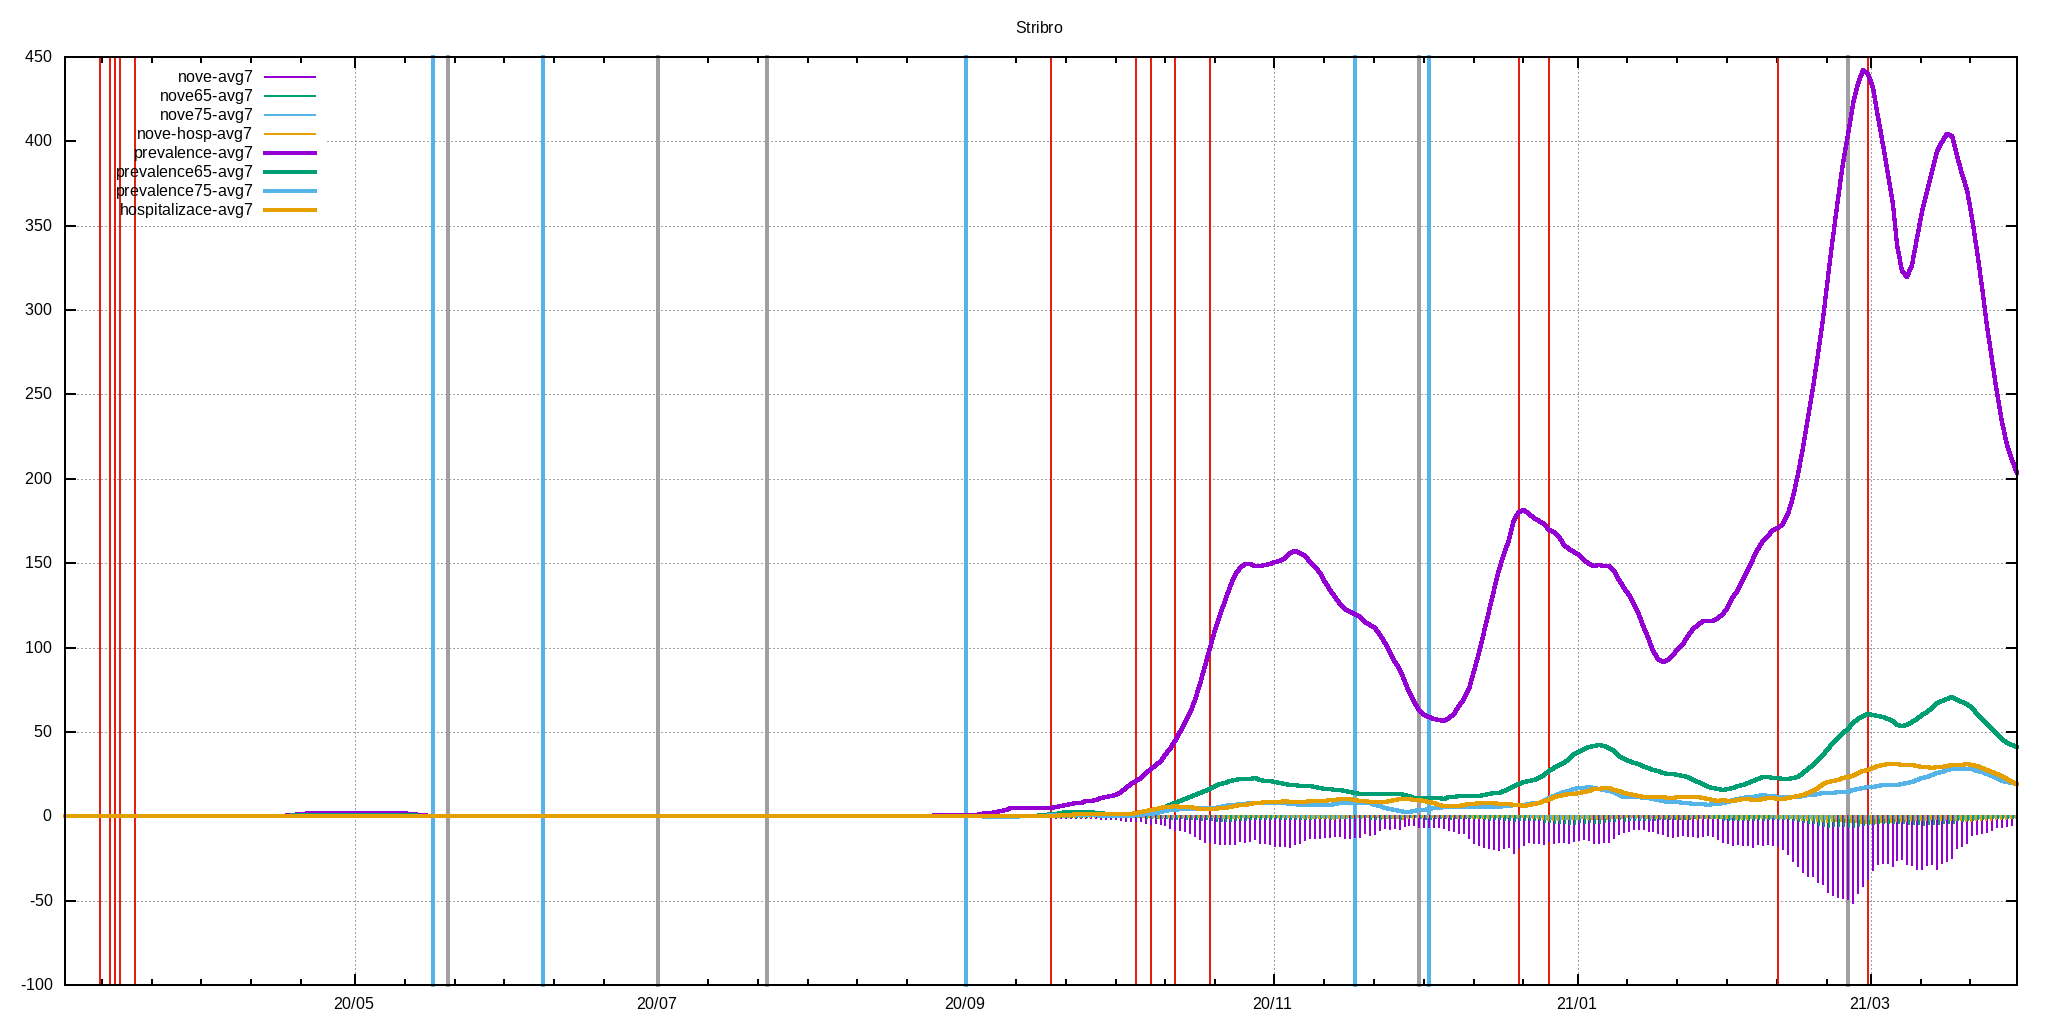 Stribro
450
400
350
300
250
200
150
100
50
0
-50
-100
nove-avg7
nove65-avg7
nove75-avg7
nove-hosp-avg7
prevalence-avg7
prevalence65-avg7
prevalence75-avg7
hospitalizace-avg7
20/05 20/07 20/09 20/11 21/01 21/03